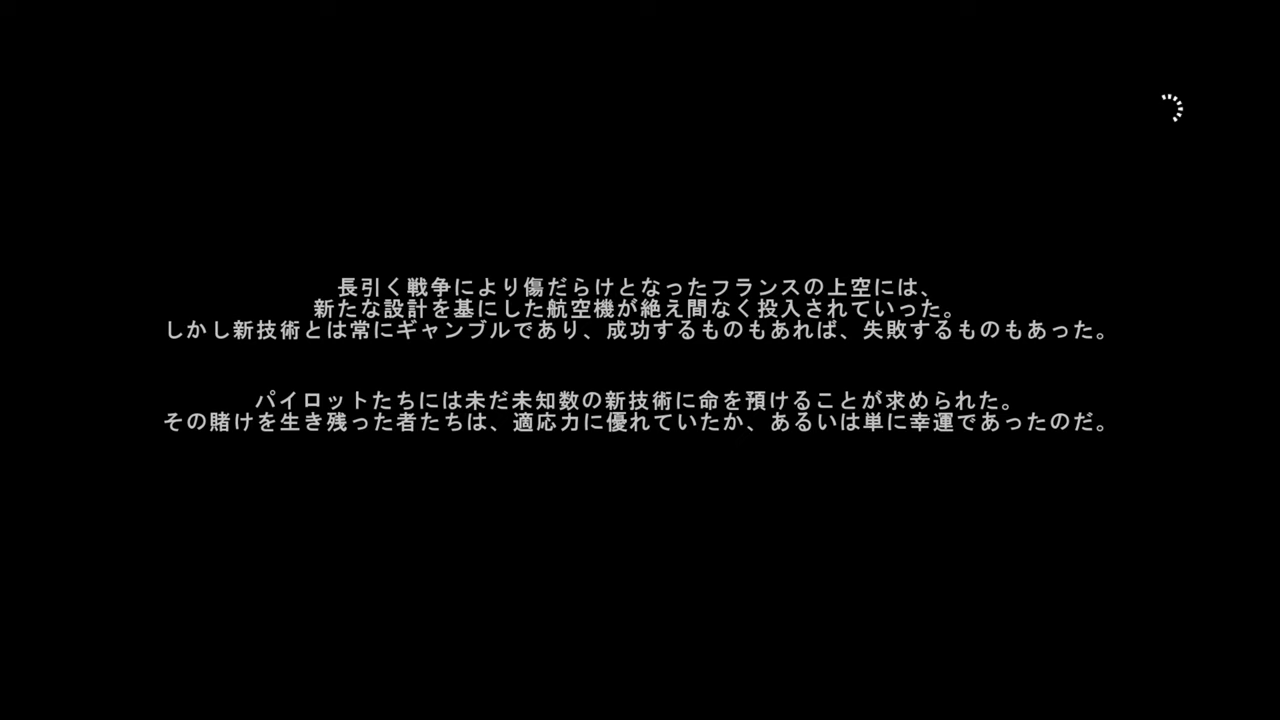 長引く戦争により傷だらけとなったフランスの上空には、
新たな設計を基にした航空機が絶え間なく投入されていった。
しかし新技術とは常にギャンブルであり、成功するものもあれば、失敗するものもあった。
パイロットたちには未だ未知数の新技術に命を預けることが求められた。
その賭けを生き残った者たちは、適応力に優れていたか、あるいは単に幸運であったのだ。